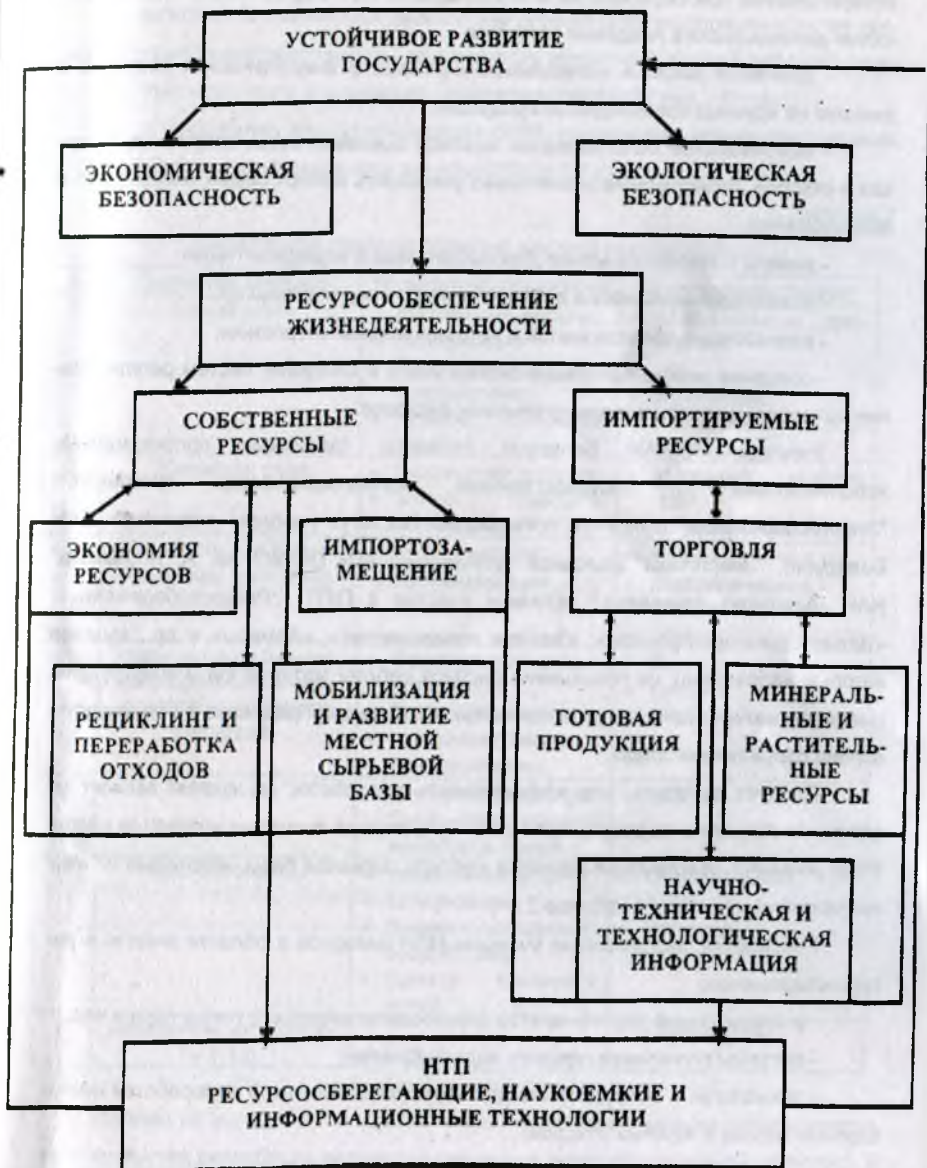 УСТОЙЧИВОЕ РАЗВИТИЕ
ГОСУДАРСТВА
ЭКОНОМИЧЕСКАЯ
БЕЗОПАСНОСТЬ
ЭКОЛОГИЧЕСКАЯ
БЕЗОПАСНОСТЬ
РЕСУРСООБЕСПЕЧЕНИЕ
ЖИЗНЕДЕЯТЕЛЬНОСТИ
СОБСТВЕННЫЕ
РЕСУРСЫ
ИМПОРТИРУЕМЫЕ
РЕСУРСЫ
ЭКОНОМИЯ
РЕСУРСОВ
ИМПОРТОЗА-
МЕЩЕНИЕ
ТОРГОВЛЯ
РЕЦИКЛИНГ И
ПЕРЕРАБОТКА
ОТХОДОВ
МОБИЛИЗАЦИЯ
И РАЗВИТИЕ
МЕСТНОЙ
СЫРЬЕВОЙ
БАЗЫ
ГОТОВАЯ
ПРОДУКЦИЯ
МИНЕРАЛЬ-
НЫЕ И
РАСТИТЕЛЬ-
НЫЕ
РЕСУРСЫ
НАУЧНО-
ТЕХНИЧЕСКАЯ И
ТЕХНОЛОГИЧЕСКАЯ
ИНФОРМАЦИЯ
НТП
РЕСУРСОСБЕРЕГАЮЩИЕ, НАУКОЕМКИЕ И
ИНФОРМАЦИОННЫЕ ТЕХНОЛОГИИ